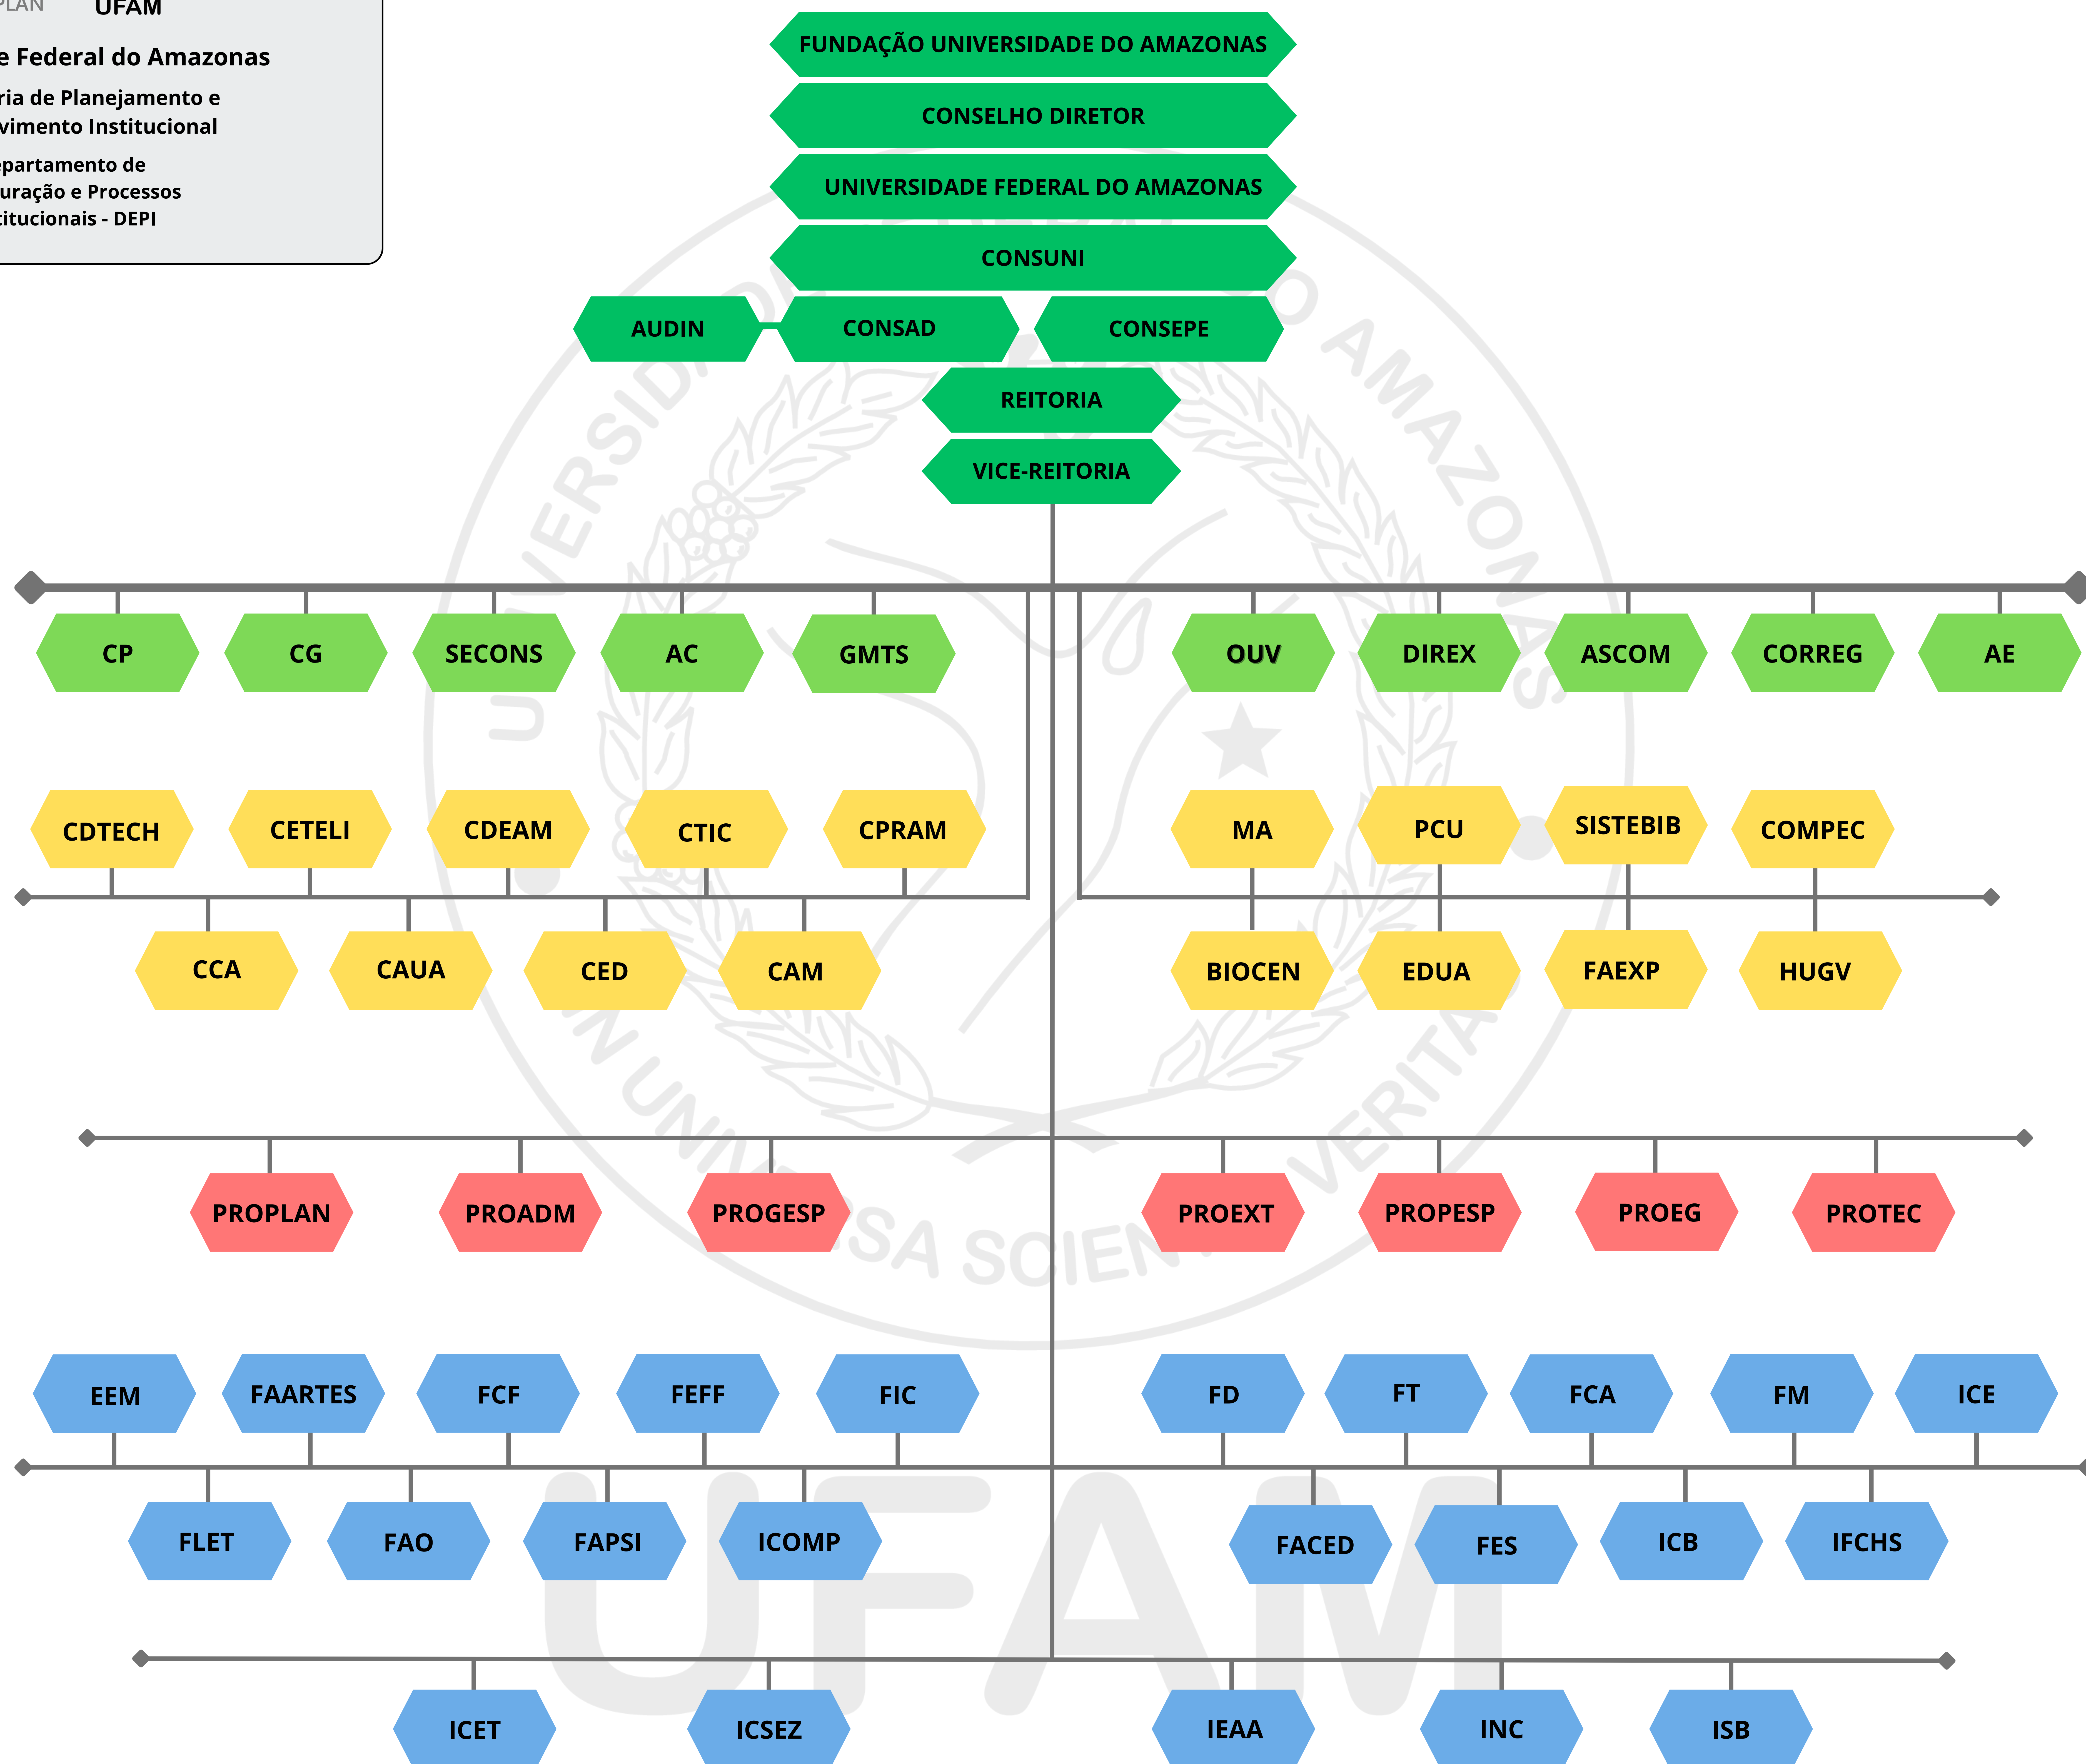 PLAN UFAM
e Federal do Amazonas
ria de Planejamento e
vimento Institucional
epartamento de
uração e Processos
titucionais - DEPI
FUNDAÇÃO UNIVERSIDADE DO AMAZONAS
CONSELHO DIRETOR
UNIVERSIDADE FEDERAL DO AMAZONAS
CONSUNI
AUDIN CONSAD CONSEPE
REITORIA
VICE-REITORIA
CP CG SECONS AC GMTS OUV DIREX ASCOM CORREG AE
CDTECH CETELI CDEAM CTIC CPRAM MA PCU SISTEBIB COMPEC
CCA CAUA CED CAM BIOCEN EDUA FAEXP HUGV
PROPLAN PROADM PROGESP PROEXT PROPESP PROEG PROTEC
EEM FAARTES FCF FEFF FIC FD FT FCA FM ICE
FLET FAO FAPSI ICOMP FACED FES ICB IFCHS
UFAM
ICET ICSEZ IEAA INC ISB